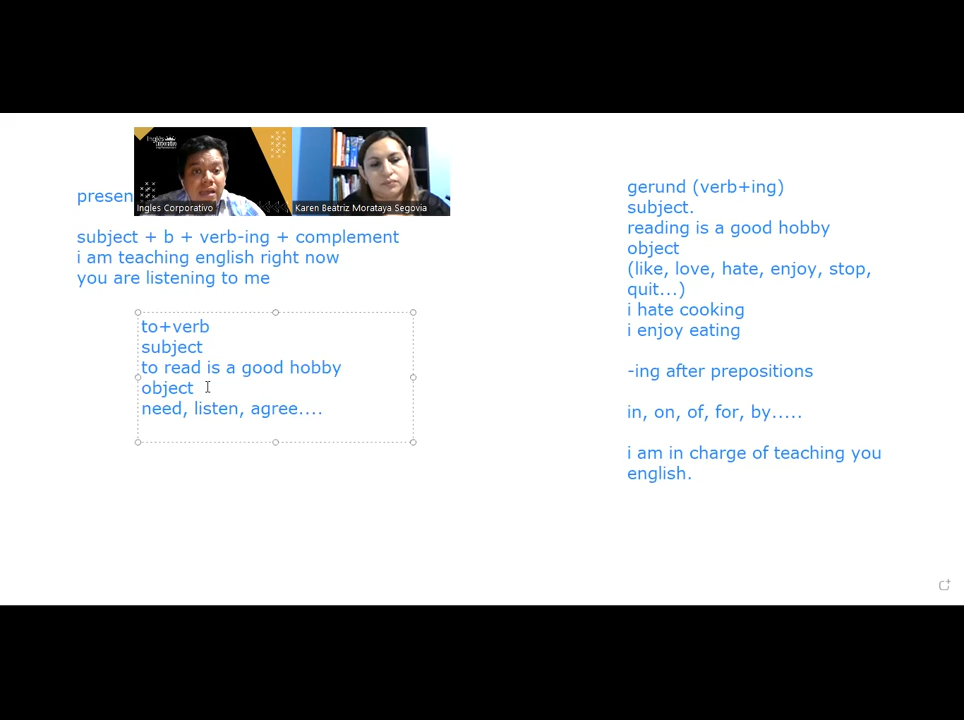 Inglés
Corporativo
Ingles Corporativo
Karen Beatriz Morataya Segovia
presen
subject + b + verb-ing + complement
i am teaching english right now
you are listening to me
to+verb
subject
to read is a good hobby
object
need, listen, agree....
gerund (verb+ing)
subject.
reading is a good hobby
object
(like, love, hate, enjoy, stop,
quit...)
i hate cooking
i enjoy eating
-ing after prepositions
in, on, of, for, by.....
i am in charge of teaching you
english.